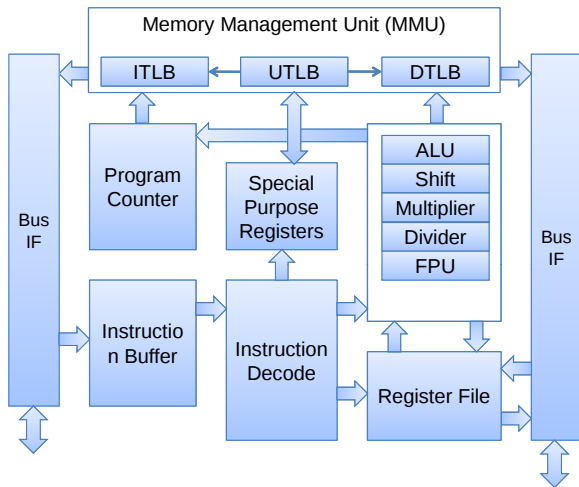 Memory Management Unit (MMU)
ITLB
UTLB
DTLB
Program
Counter
Special
Purpose
Registers
ALU
Shift
Multiplier
Divider
FPU
Bus
IF
Bus
IF
Instructio
n Buffer
Instruction
Decode
Register File